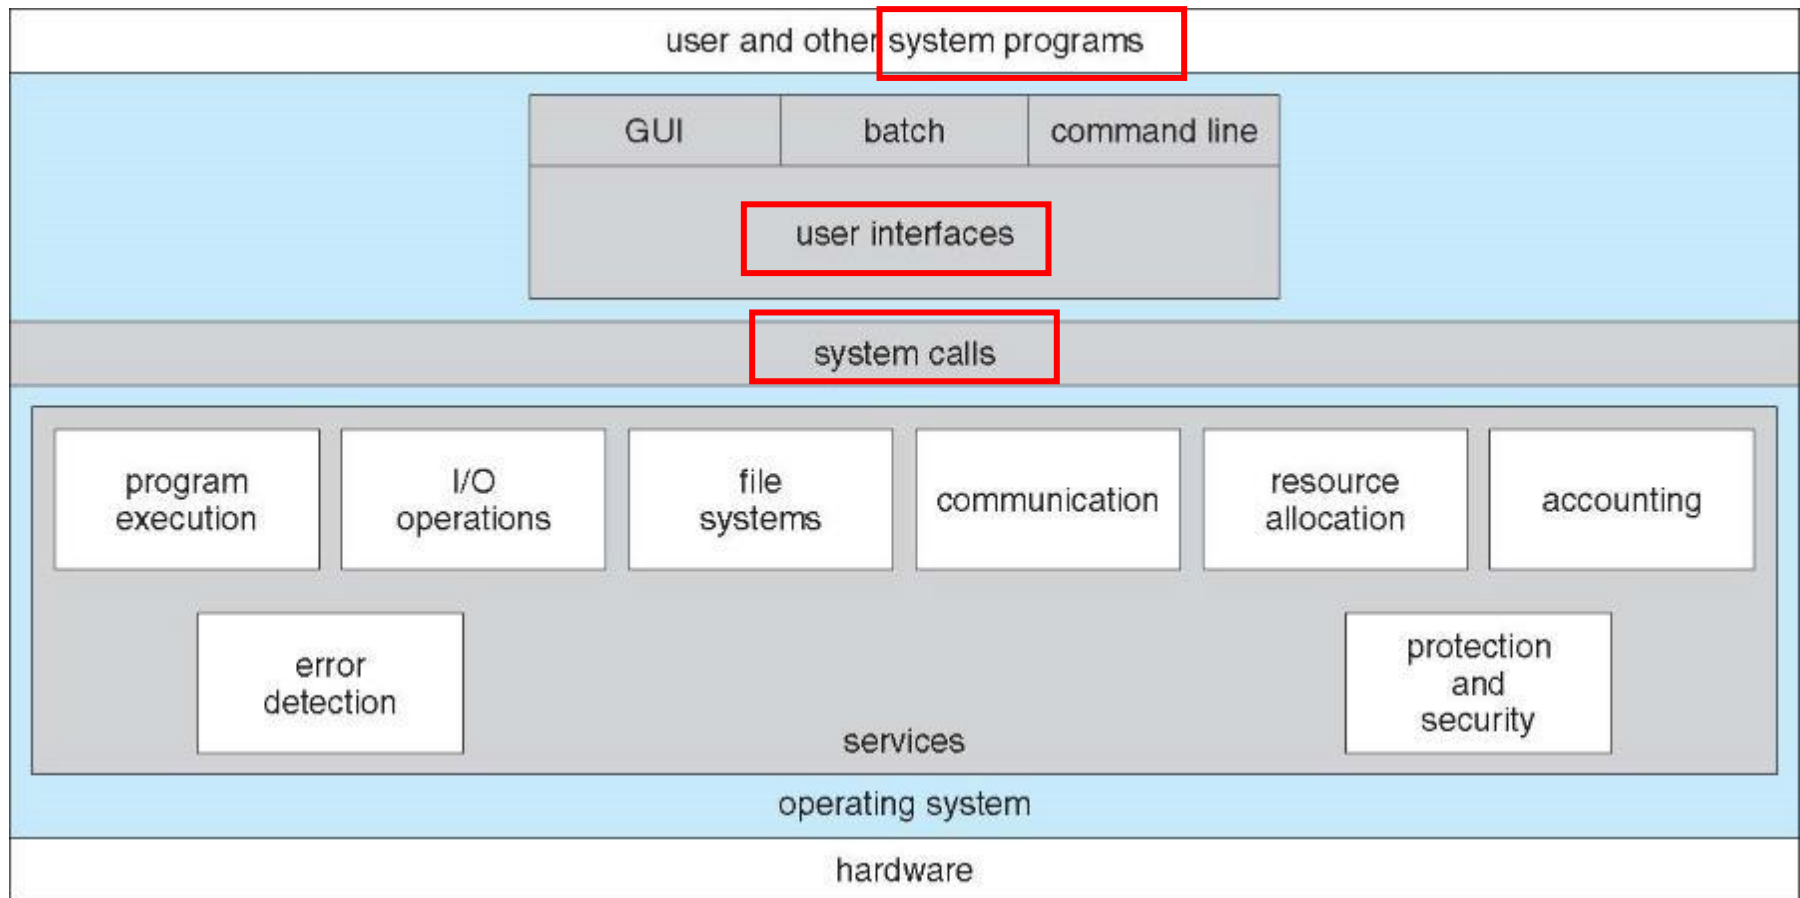 user and other system programs
GUI
batch
command line
user interfaces
system calls
program
execution
I/O
operations
file
systems
communication
resource
allocation
accounting
error
detection
protection
and
security
services
operating system
hardware